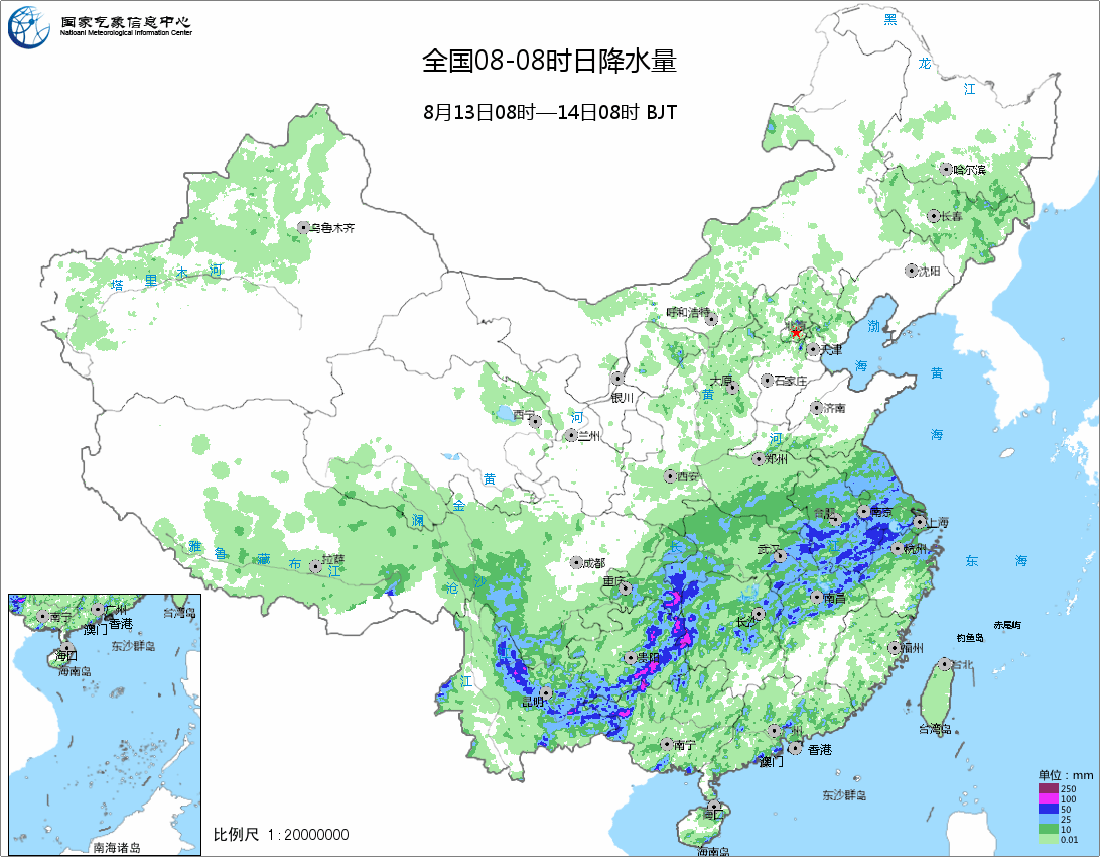 国家气象信息中心
Naitioanl Meteorological Information Center
全国08-08时日降水量
8月13日08时—14日08时 BJT
黑
龙
江
哈尔滨
长春
乌鲁木齐
塔 里 木 河
沈阳
呼和浩特
北京
渤
天津
海
黄
太原
石家庄
银川
黄
济南
西宁
河
兰州
河
海
郑州
西安
黄
金
澜
合肥
南京
上海
雅 鲁 藏 布 江
拉萨
长
武汉
江
杭州
东 海
成都
沧
沙
重庆
南昌
长沙
赤尾屿
钓鱼岛
福州
贵阳
台北
江
昆明
台湾岛
广州
南宁
香港
澳门
东沙群岛
海口
海南岛
南宁
广州
香港
澳门
台湾岛
东沙群岛
海口
海南岛
南海诸岛
比例尺 1:20000000
单位：mm
250
100
50
25
10
0.01